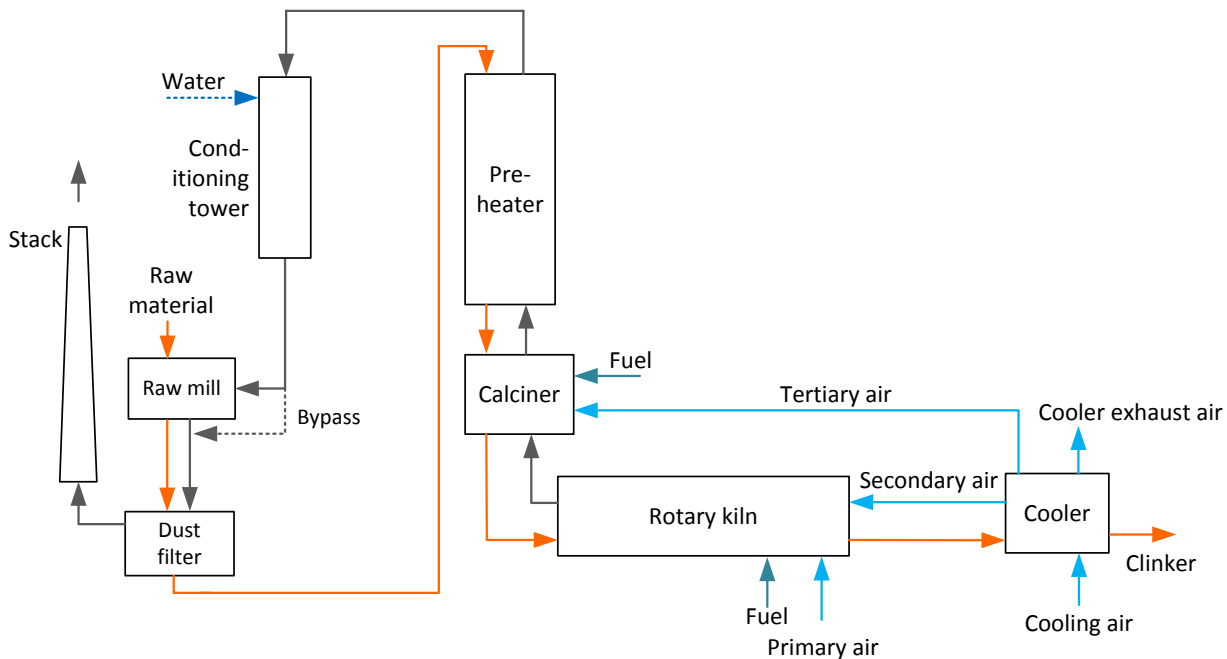 Water
Cond-
itioning
tower
Pre-
heater
Stack
Raw
material
Raw mill
Bypass
Fuel
Calciner
Tertiary air
Cooler exhaust air
Secondary air
Rotary kiln
Cooler
Dust
filter
Clinker
Fuel
Primary air
Cooling air